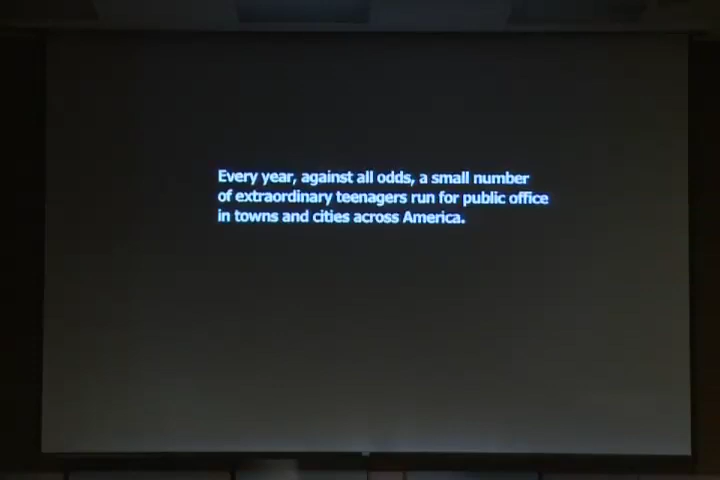 Every year, against all odds, a small number
of extraordinary teenagers run for public office
in towns and cities across America.